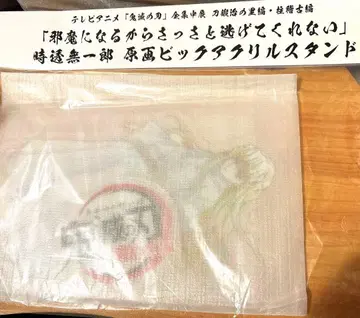 テレビアニメ「鬼滅の刃」全集中展 刀鍛冶の里編・柱稽古編
「邪魔になるからさっさと逃げてくれない」
時透無一郎 原画ビックアクリルスタンド